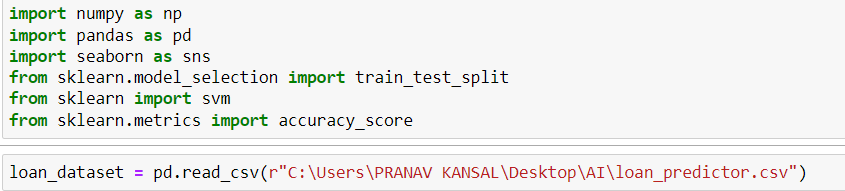 import numpy as np
import pandas as pd
import seaborn as sns
from sklearn.model_selection import train_test_split
from sklearn import svm
from sklearn.metrics import accuracy_score
loan_dataset = pd.read_csv(r"C:\Users\PRANAV KANSAL\Desktop\AI\loan_predictor.csv")